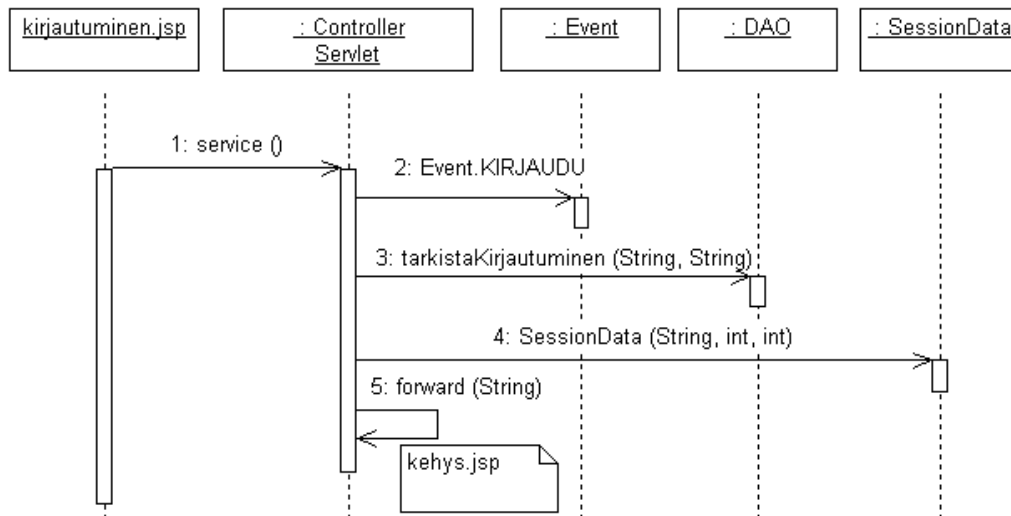 kirjautuminen.jsp
: Controller
Servlet
: Event
: DAO
: SessionData
1: service ()
2: Event.KIRJAUDU
3: tarkistaKirjautuminen (String, String)
4: SessionData (String, int, int)
5: forward (String)
kehys.jsp